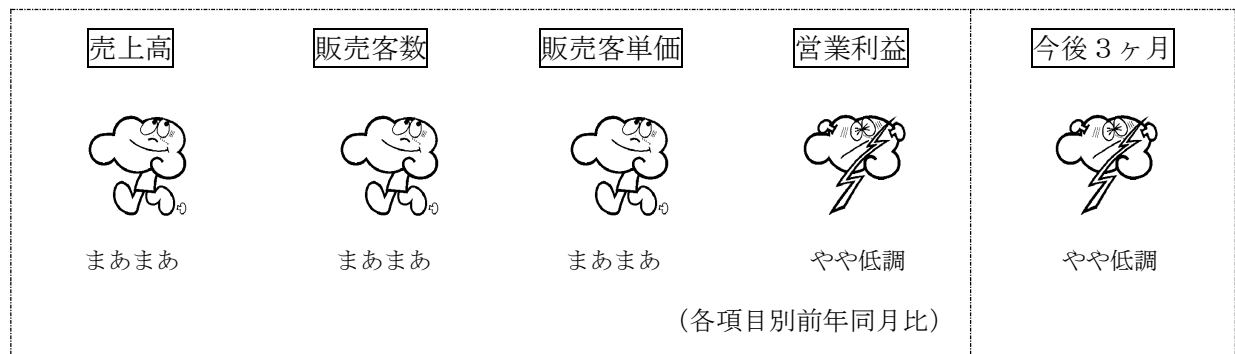 売上高 販売客数 販売客単価 営業利益 今後３ヶ月
まあまあ まあまあ まあまあ やや低調 やや低調
（各項目別前年同月比）